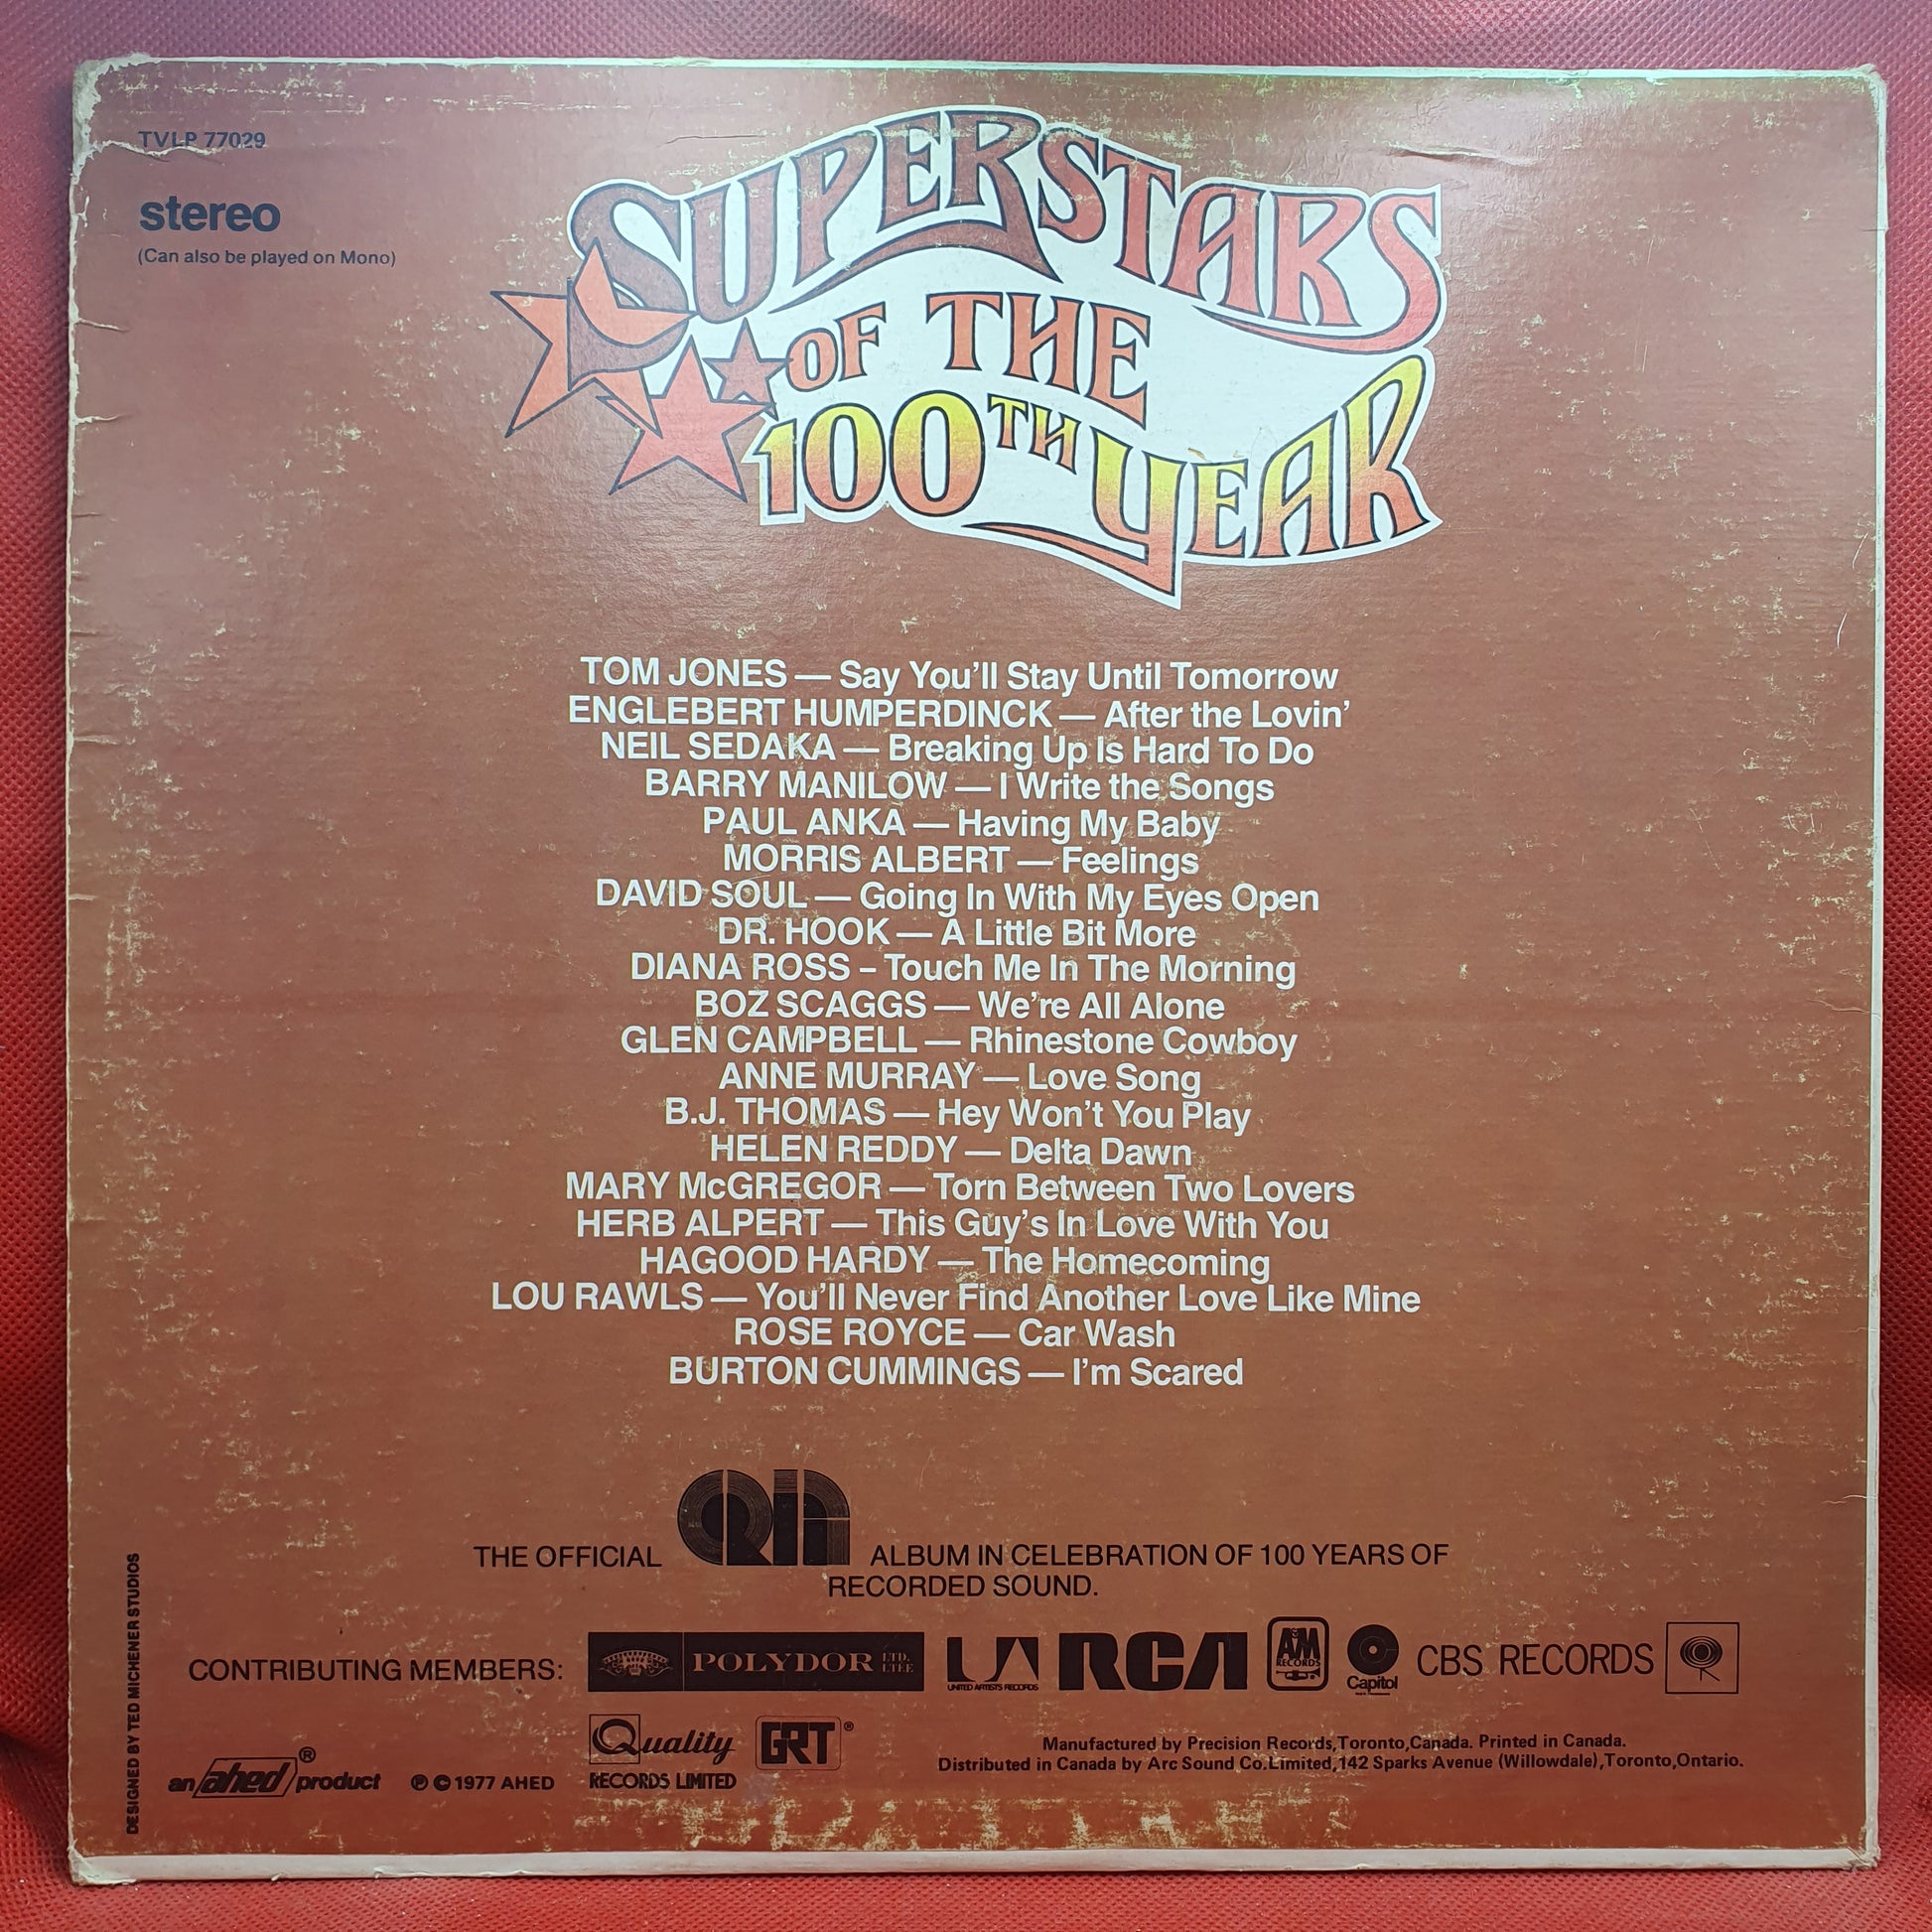 TVLP 77029
stereo
(Can also be played on Mono)
SUPERSTARS
OF THE
100TH YEAR
TOM JONES — Say You'll Stay Until Tomorrow
ENGLEBERT HUMPERDINCK — After the Lovin'
NEIL SEDAKA — Breaking Up Is Hard To Do
BARRY MANILOW — I Write the Songs
PAUL ANKA — Having My Baby
MORRIS ALBERT — Feelings
DAVID SOUL — Going In With My Eyes Open
DR. HOOK — A Little Bit More
DIANA ROSS – Touch Me In The Morning
BOZ SCAGGS — We're All Alone
GLEN CAMPBELL — Rhinestone Cowboy
ANNE MURRAY — Love Song
B.J. THOMAS — Hey Won't You Play
HELEN REDDY — Delta Dawn
MARY McGREGOR — Torn Between Two Lovers
HERB ALPERT — This Guy's In Love With You
HAGOOD HARDY — The Homecoming
LOU RAWLS — You'll Never Find Another Love Like Mine
ROSE ROYCE — Car Wash
BURTON CUMMINGS — I'm Scared
THE OFFICIAL ALBUM IN CELEBRATION OF 100 YEARS OF
RECORDED SOUND.
CONTRIBUTING MEMBERS: POLYDOR LTD. LTEE UA UNITED ARTISTS RECORDS RCA A&M RECORDS Capitol CBS RECORDS
Quality RECORDS LIMITED GRT®
Manufactured by Precision Records,Toronto,Canada. Printed in Canada.
Distributed in Canada by Arc Sound Co.Limited,142 Sparks Avenue (Willowdale),Toronto,Ontario.
an ahed® product ℗ © 1977 AHED
DESIGNED BY TED MICHENER STUDIOS